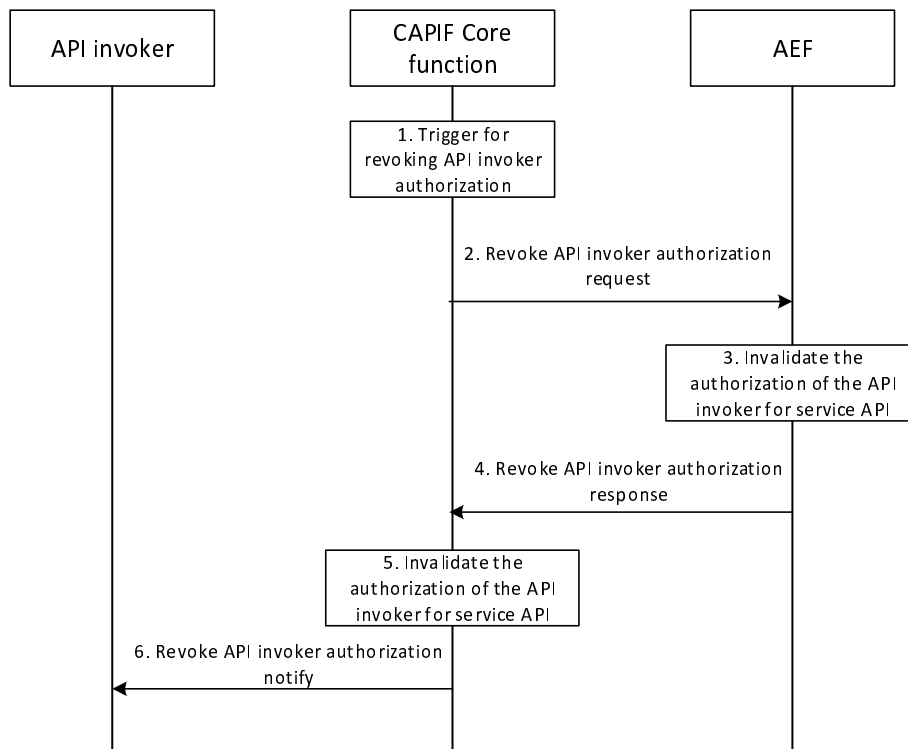 API invoker
CAPIF Core
function
AEF
1. Trigger for
revoking API invoker
authorization
2. Revoke API invoker authorization
request
3. Invalidate the
authorization of the API
invoker for service API
4. Revoke API invoker authorization
response
5. Invalidate the
authorization of the API
invoker for service API
6. Revoke API invoker authorization
notify